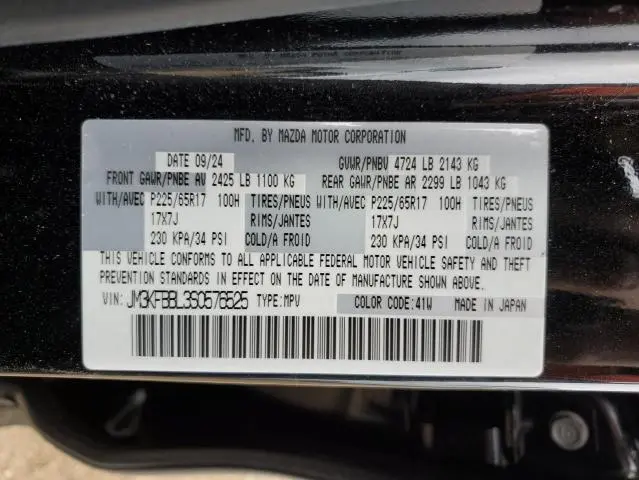 MFD. BY MAZDA MOTOR CORPORATION
DATE 09/24 GVWR/PNBV 4724 LB 2143 KG
FRONT GAWR/PNBE AV 2425 LB 1100 KG REAR GAWR/PNBE AR 2299 LB 1043 KG
WITH/AVEC P225/65R17 100H TIRES/PNEUS WITH/AVEC P225/65R17 100H TIRES/PNEUS
17X7J RIMS/JANTES 17X7J RIMS/JANTES
230 KPA/34 PSI COLD/A FROID 230 KPA/34 PSI COLD/A FROID
THIS VEHICLE CONFORMS TO ALL APPLICABLE FEDERAL MOTOR VEHICLE SAFETY AND THEFT
PREVENTION STANDARDS IN EFFECT ON THE DATE OF MANUFACTURE SHOWN ABOVE.
VIN: JM3KFBBL3S0576525 TYPE:MPV COLOR CODE:41W MADE IN JAPAN